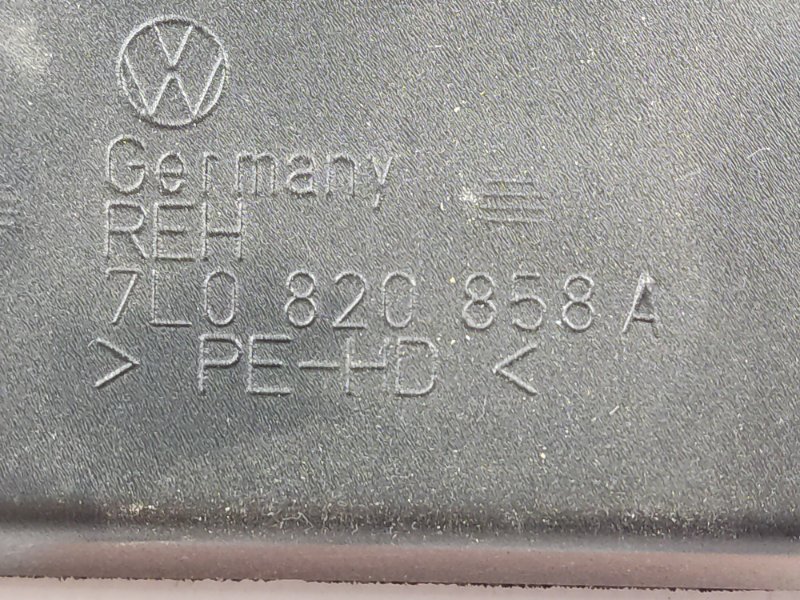 Germany
REH
7L0 820 858 A
> PE-HD <